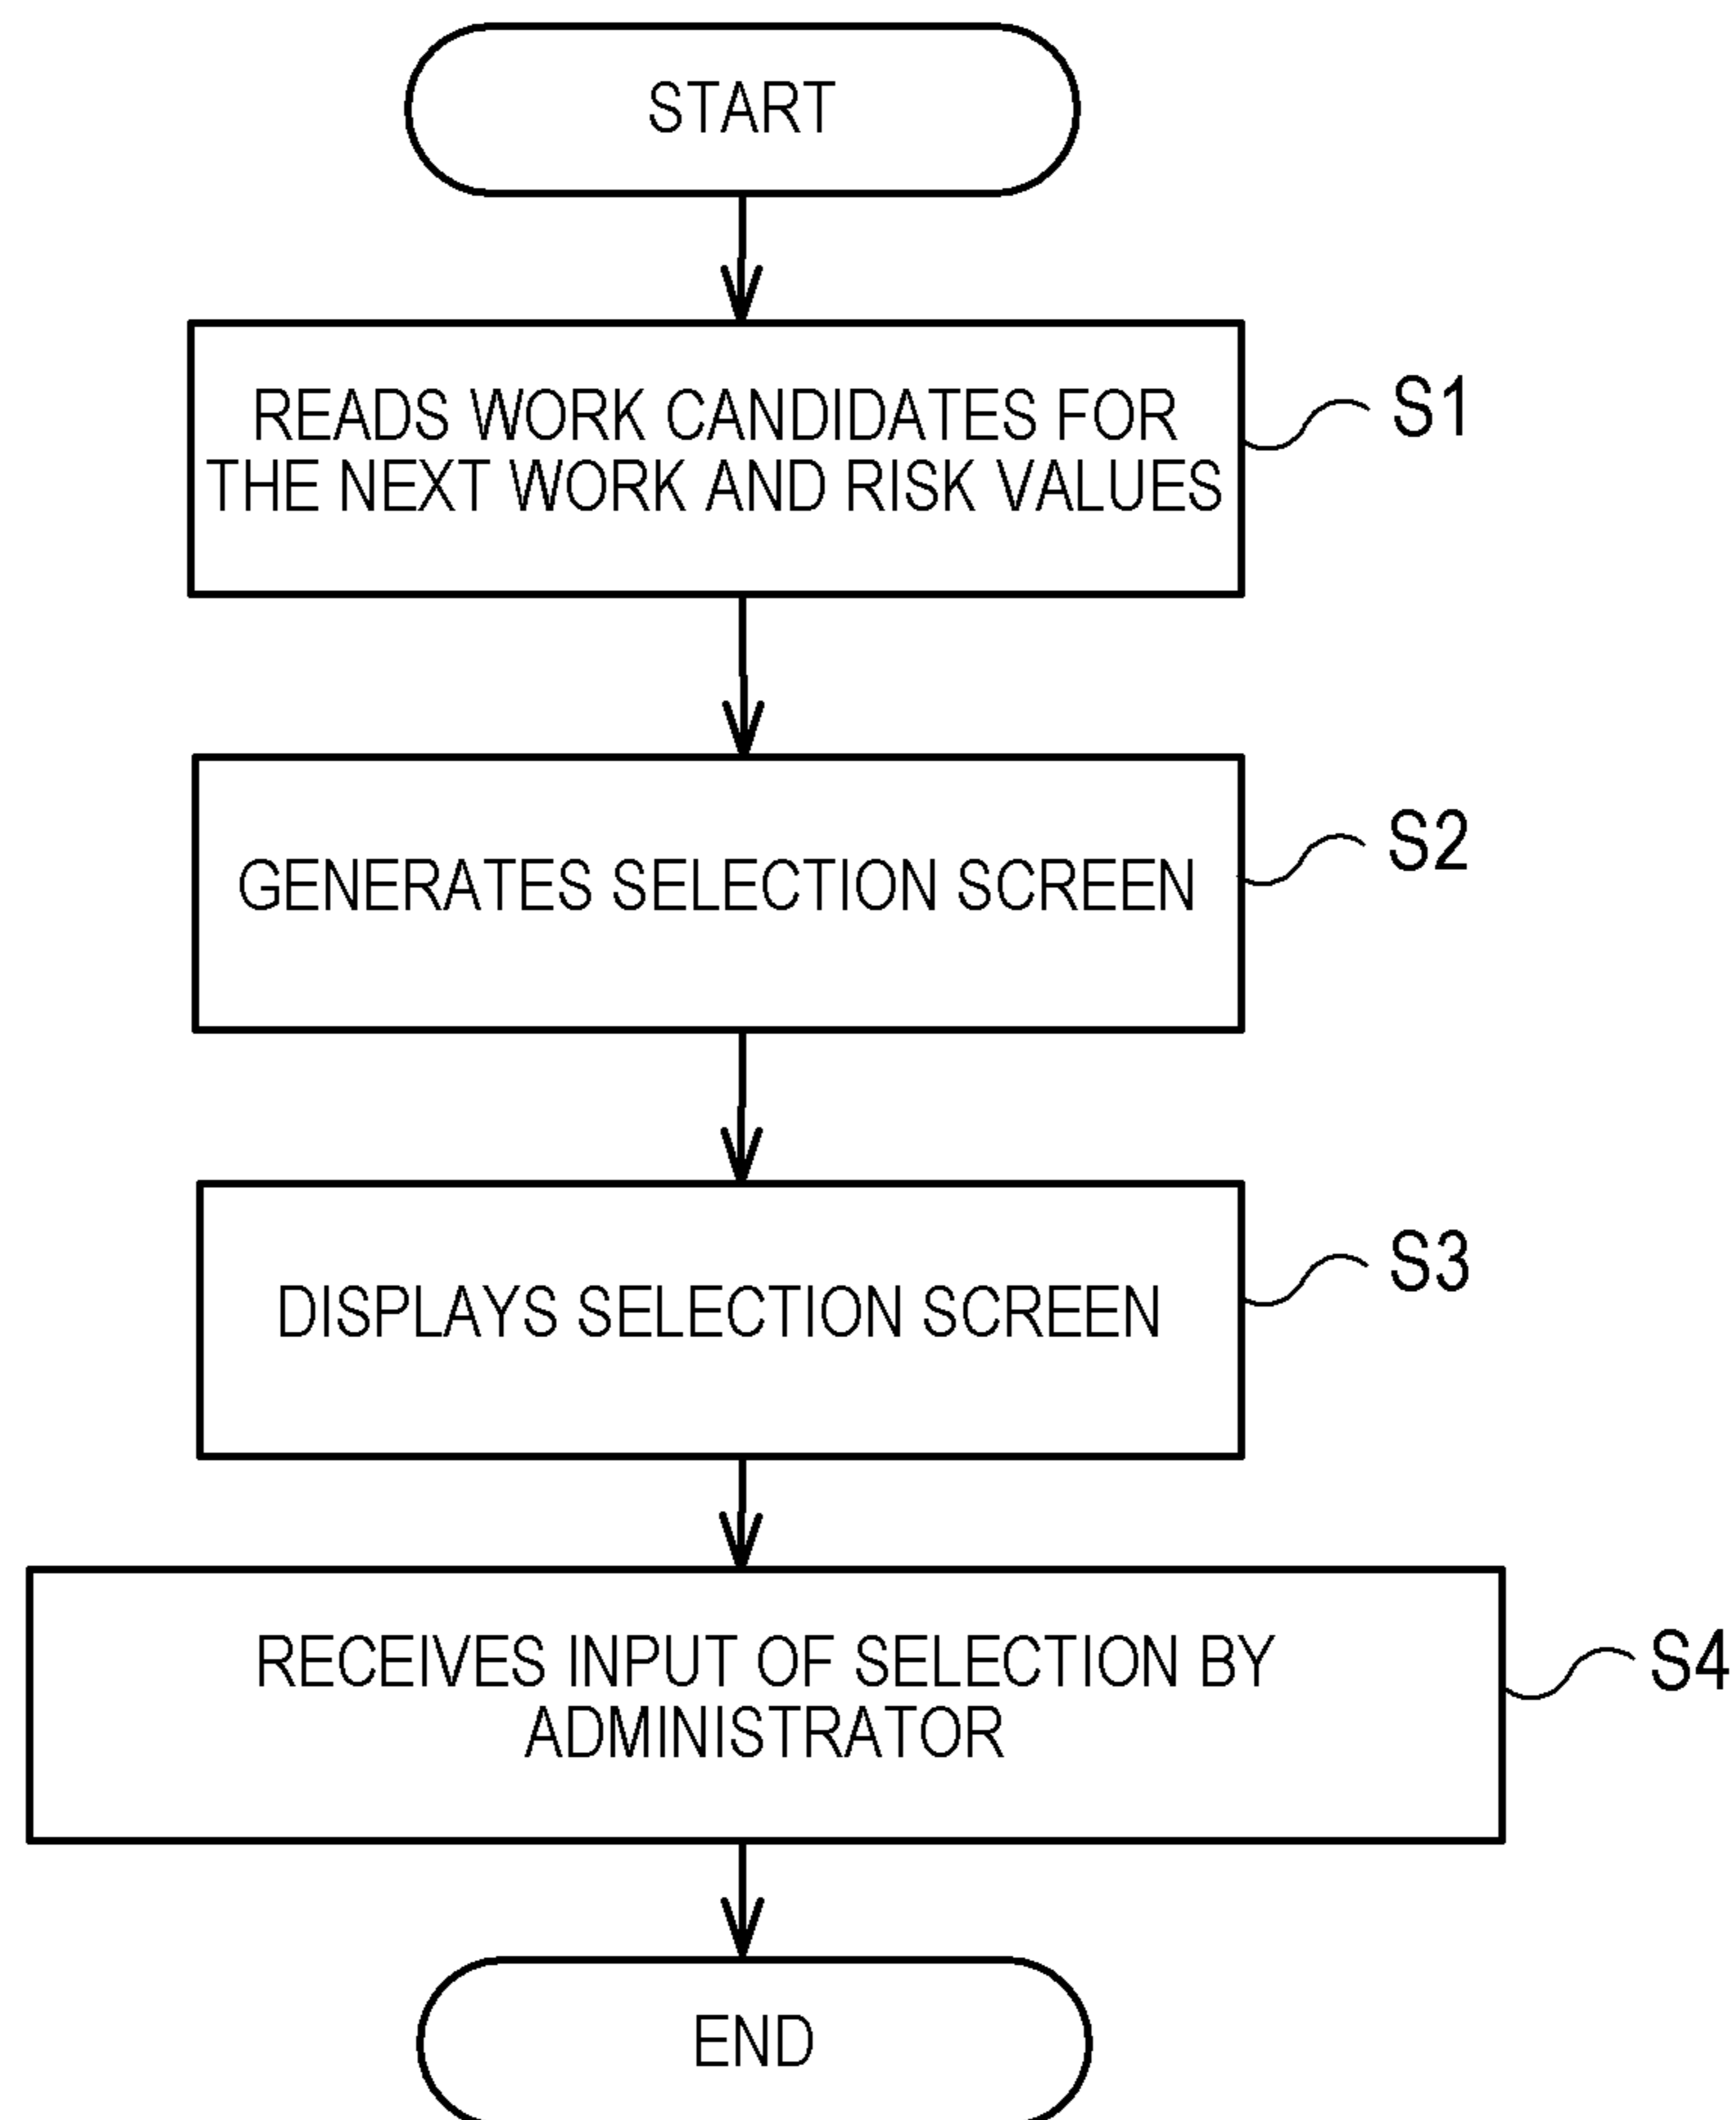 START
READS WORK CANDIDATES FOR
THE NEXT WORK AND RISK VALUES
S1
GENERATES SELECTION SCREEN
S2
DISPLAYS SELECTION SCREEN
S3
RECEIVES INPUT OF SELECTION BY
ADMINISTRATOR
S4
END